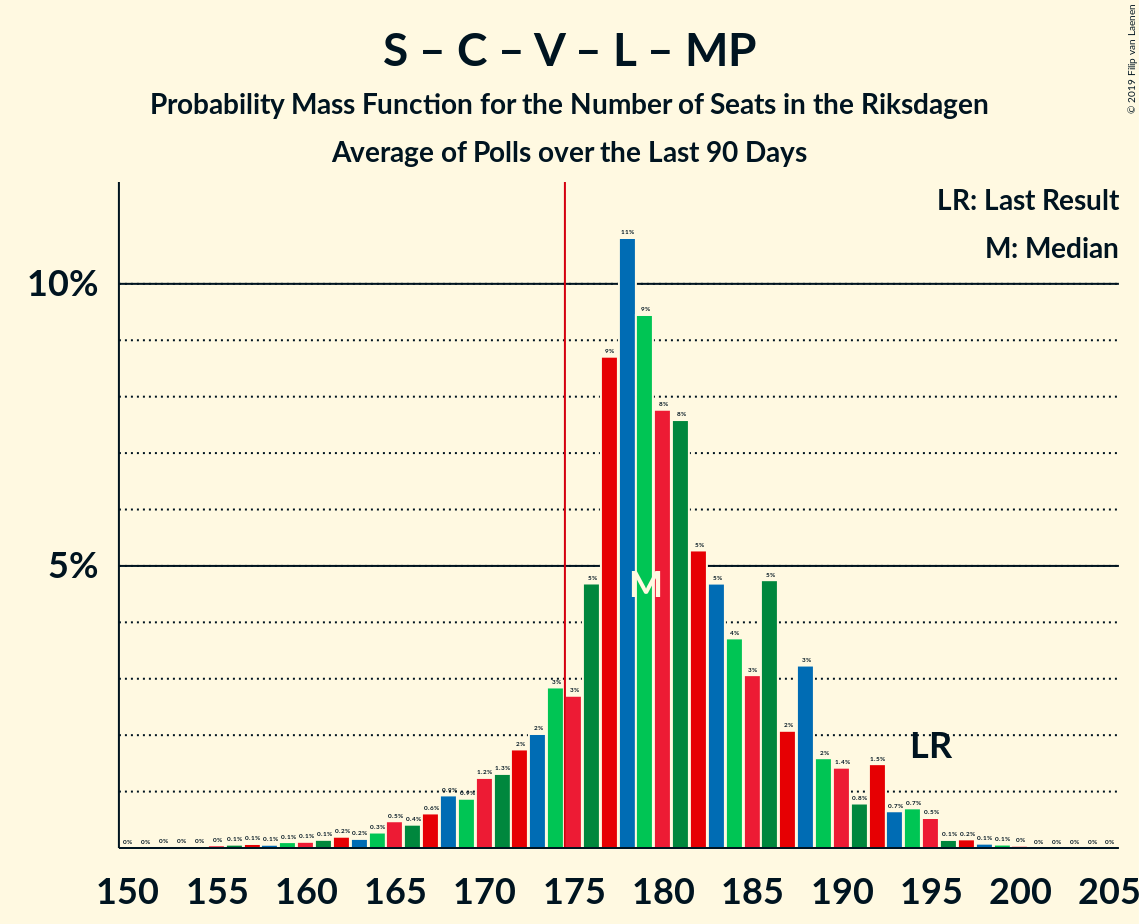 © 2019 Filip van Laenen
S – C – V – L – MP
Probability Mass Function for the Number of Seats in the Riksdagen
Average of Polls over the Last 90 Days
LR: Last Result
M: Median
10%
5%
0% 0% 0% 0% 0% 0% 0.1% 0.1% 0.1% 0.1% 0.1% 0.1% 0.2% 0.2% 0.3% 0.5% 0.4% 0.6% 0.9% 0.9% 1.2% 1.3% 2% 2% 3% 3% 5% 9% 11% 9% 8% 8% 5% 5% 4% 3% 5% 2% 3% 2% 1.4% 0.8% 1.5% 0.7% 0.7% 0.5% 0.1% 0.2% 0.1% 0.1% 0% 0% 0% 0% 0% 0%
M
LR
150 155 160 165 170 175 180 185 190 195 200 205